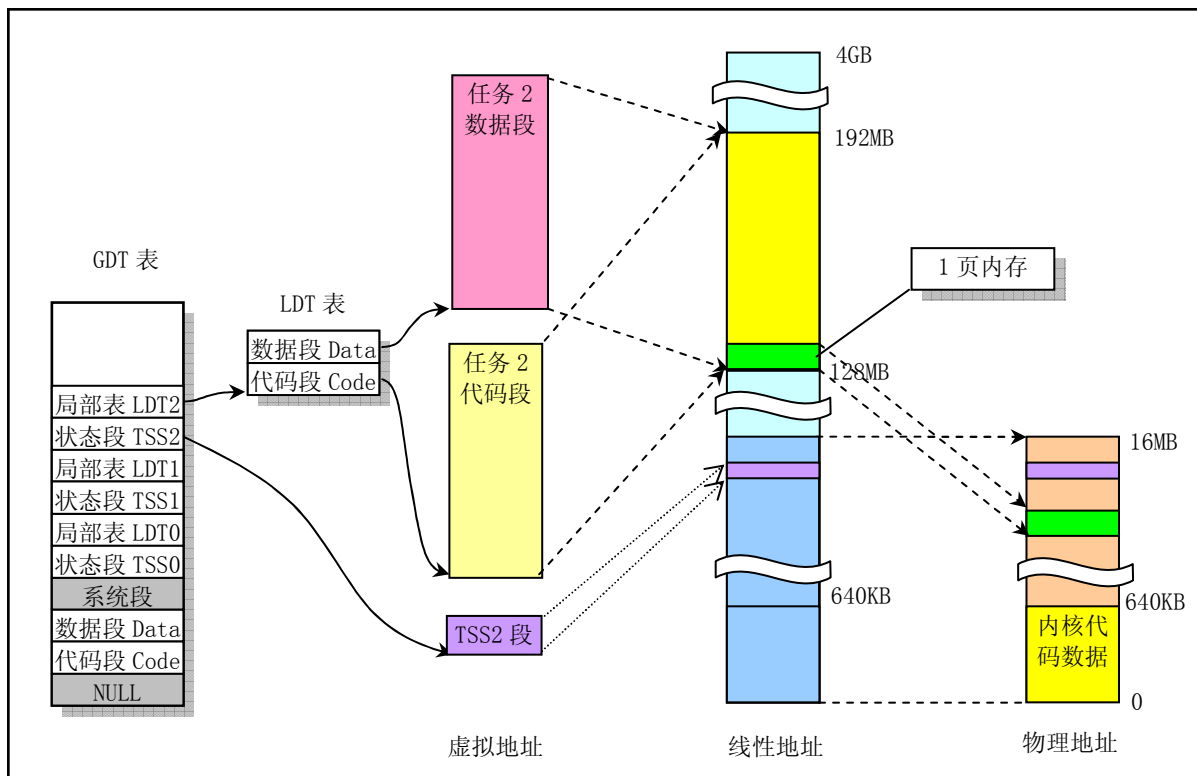 GDT 表
局部表 LDT2
状态段 TSS2
局部表 LDT1
状态段 TSS1
局部表 LDT0
状态段 TSS0
系统段
数据段 Data
代码段 Code
NULL
LDT 表
数据段 Data
代码段 Code
任务 2
数据段
任务 2
代码段
TSS2 段
虚拟地址
4GB
192MB
1 页内存
128MB
640KB
线性地址
16MB
640KB
内核代
码数据
0
物理地址